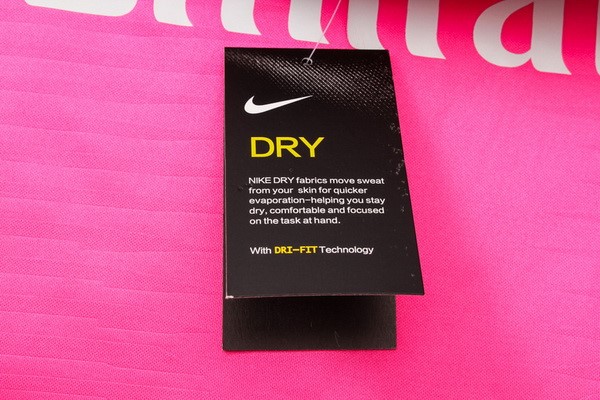 DRY
NIKE DRY fabrics move sweat
from your skin for quicker
evaporation—helping you stay
dry, comfortable and focused
on the task at hand.
With DRI-FIT Technology